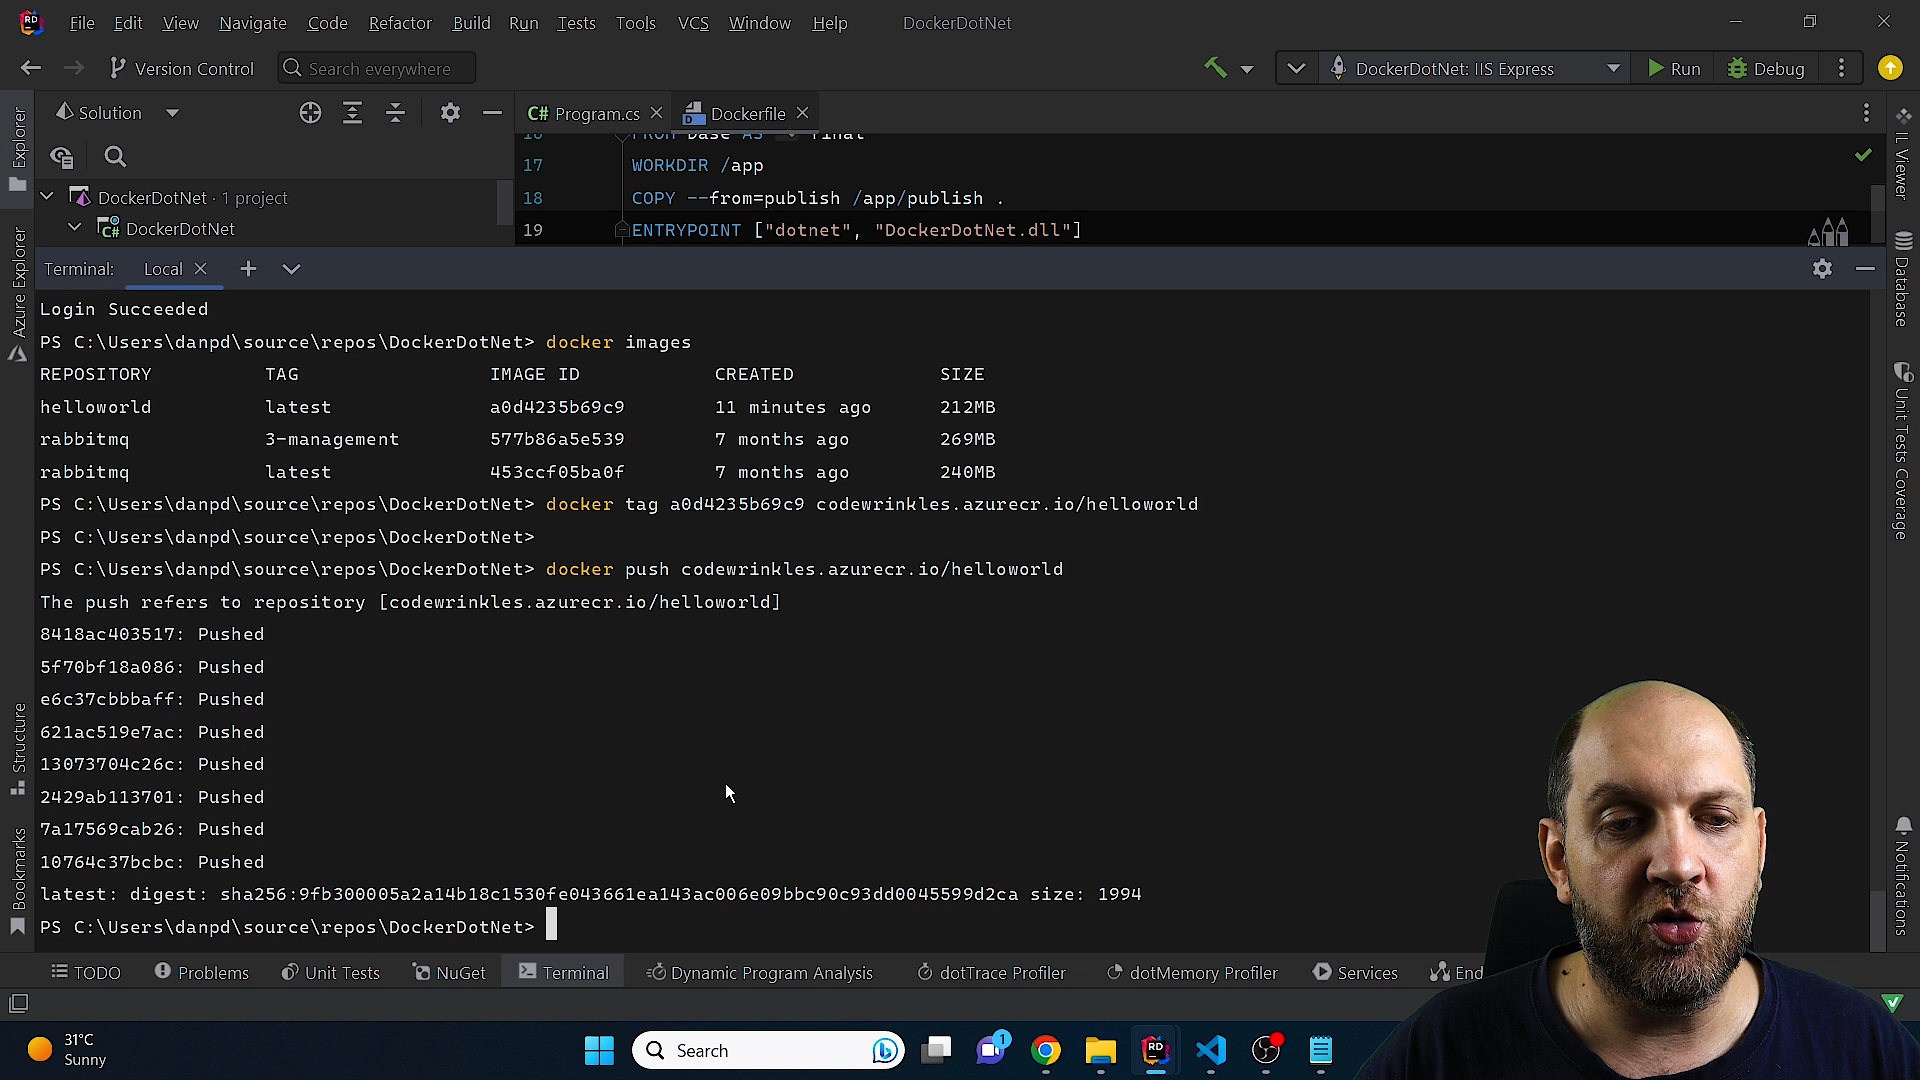 RD File Edit View Navigate Code Refactor Build Run Tests Tools VCS Window Help DockerDotNet
Version Control Search everywhere DockerDotNet: IIS Express Run Debug
Solution C# Program.cs Dockerfile
16 FROM base AS final
17 WORKDIR /app
18 COPY --from=publish /app/publish .
19 ENTRYPOINT ["dotnet", "DockerDotNet.dll"]
DockerDotNet · 1 project
C# DockerDotNet
Explorer
Azure Explorer
Structure
Bookmarks
IL Viewer
Database
Unit Tests Coverage
Notifications
Terminal: Local
Login Succeeded
PS C:\Users\danpd\source\repos\DockerDotNet> docker images
REPOSITORY TAG IMAGE ID CREATED SIZE
helloworld latest a0d4235b69c9 11 minutes ago 212MB
rabbitmq 3-management 577b86a5e539 7 months ago 269MB
rabbitmq latest 453ccf05ba0f 7 months ago 240MB
PS C:\Users\danpd\source\repos\DockerDotNet> docker tag a0d4235b69c9 codewrinkles.azurecr.io/helloworld
PS C:\Users\danpd\source\repos\DockerDotNet>
PS C:\Users\danpd\source\repos\DockerDotNet> docker push codewrinkles.azurecr.io/helloworld
The push refers to repository [codewrinkles.azurecr.io/helloworld]
8418ac403517: Pushed
5f70bf18a086: Pushed
e6c37cbbbaff: Pushed
621ac519e7ac: Pushed
13073704c26c: Pushed
2429ab113701: Pushed
7a17569cab26: Pushed
10764c37bcbc: Pushed
latest: digest: sha256:9fb300005a2a14b18c1530fe043661ea143ac006e09bbc90c93dd0045599d2ca size: 1994
PS C:\Users\danpd\source\repos\DockerDotNet>
TODO Problems Unit Tests NuGet Terminal Dynamic Program Analysis dotTrace Profiler dotMemory Profiler Services End
31°C
Sunny
Search
1
RD